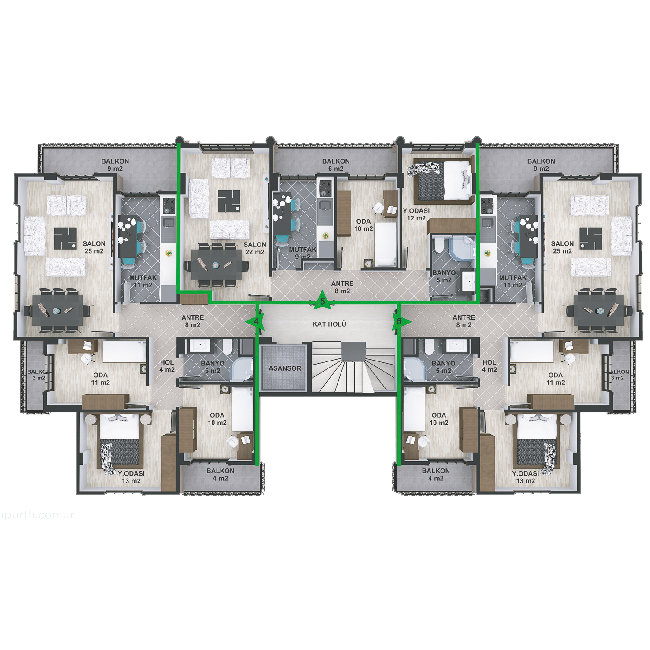 BALKON
9 m2
BALKON
6 m2
BALKON
9 m2
SALON
25 m2
MUTFAK
11 m2
SALON
22 m2
MUTFAK
9 m2
ODA
10 m2
Y.ODASI
12 m2
BANYO
5 m2
MUTFAK
11 m2
SALON
25 m2
ANTRE
8 m2
ANTRE
8 m2
KAT HOLÜ
ANTRE
8 m2
BALKON
3 m2
ODA
11 m2
HOL
4 m2
BANYO
5 m2
ASANSÖR
BANYO
5 m2
HOL
4 m2
ODA
11 m2
BALKON
3 m2
ODA
10 m2
ODA
10 m2
Y.ODASI
13 m2
BALKON
4 m2
BALKON
4 m2
Y.ODASI
13 m2